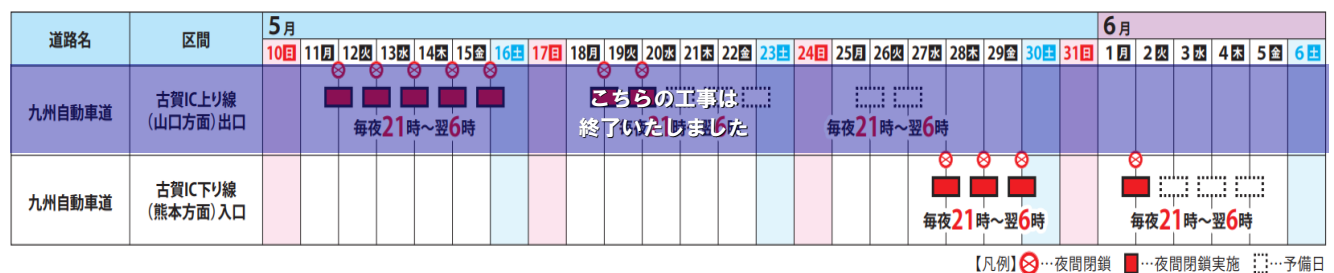 道路名 区間 5月 6月
10日 11月 12火 13水 14木 15金 16土 17日 18月 19火 20水 21木 22金 23土 24日 25月 26火 27水 28木 29金 30土 31日 1月 2火 3水 4木 5金 6土
九州自動車道
古賀IC上り線
(山口方面)出口
毎夜21時～翌6時
毎夜21時～翌6時
毎夜21時～翌6時
こちらの工事は
終了いたしました
九州自動車道
古賀IC下り線
(熊本方面)入口
毎夜21時～翌6時
毎夜21時～翌6時
【凡例】 …夜間閉鎖 …夜間閉鎖実施 …予備日